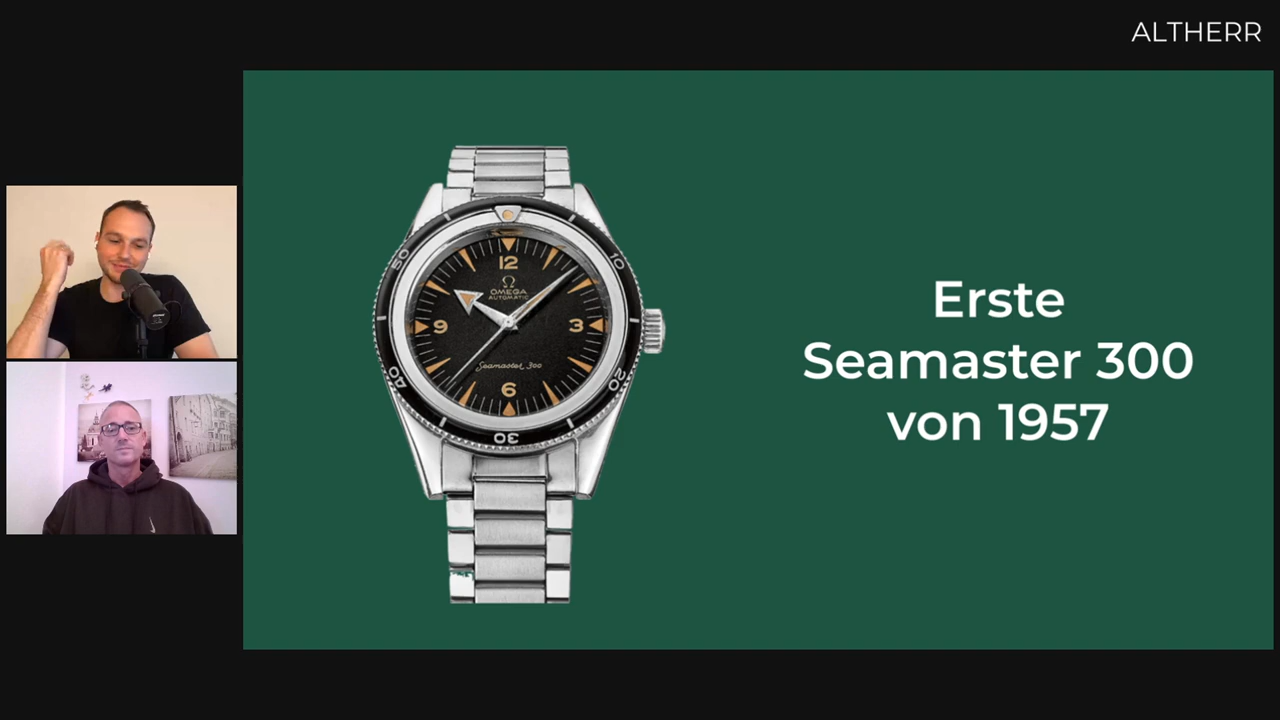 ALTHERR
Erste
Seamaster 300
von 1957
12
OMEGA
AUTOMATIC
9
3
Seamaster 300
6
50
10
40
20
30